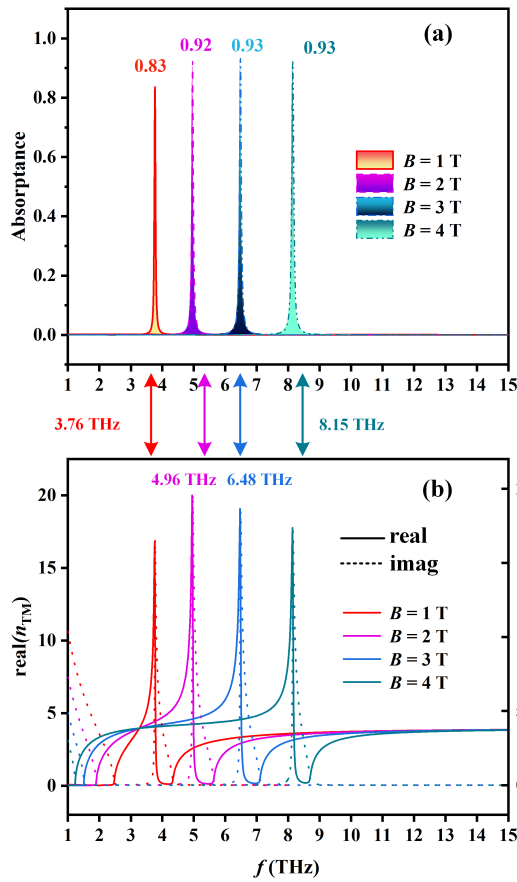 (a)
0.83
0.92
0.93
0.93
1.0
0.8
0.6
0.4
0.2
0.0
Absorptance
B = 1 T
B = 2 T
B = 3 T
B = 4 T
1 2 3 4 5 6 7 8 9 10 11 12 13 14 15
3.76 THz
8.15 THz
4.96 THz
6.48 THz
(b)
real
imag
20
15
10
5
0
real(nTM)
B = 1 T
B = 2 T
B = 3 T
B = 4 T
1 2 3 4 5 6 7 8 9 10 11 12 13 14 15
f (THz)